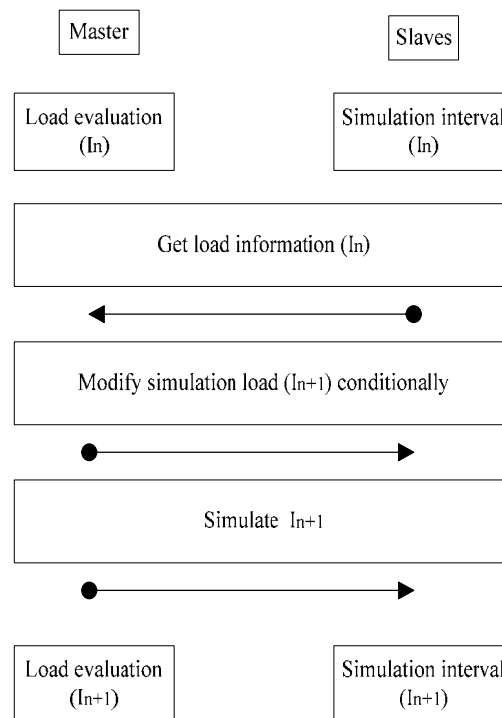 Master
Slaves
Load evaluation
(In)
Simulation interval
(In)
Get load information (In)
Modify simulation load (In+1) conditionally
Simulate In+1
Load evaluation
(In+1)
Simulation interval
(In+1)